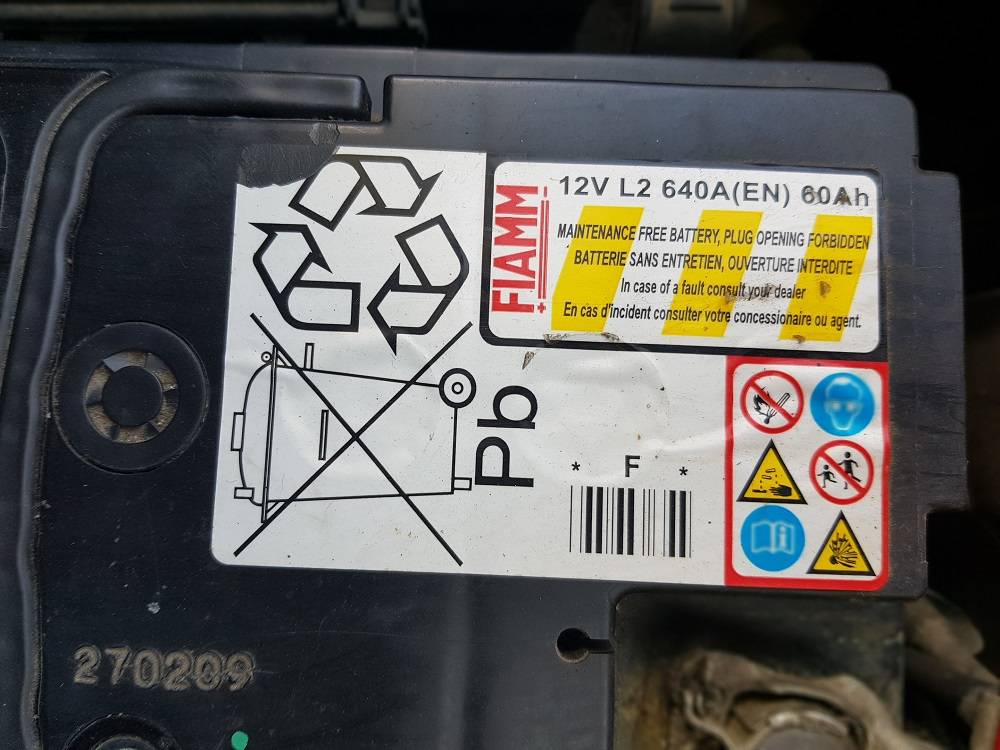 12V L2 640A(EN) 60Ah
FIAMM
MAINTENANCE FREE BATTERY, PLUG OPENING FORBIDDEN
BATTERIE SANS ENTRETIEN, OUVERTURE INTERDITE
In case of a fault consult your dealer
En cas d'incident consulter votre concessionaire ou agent.
Pb
* F *
270209